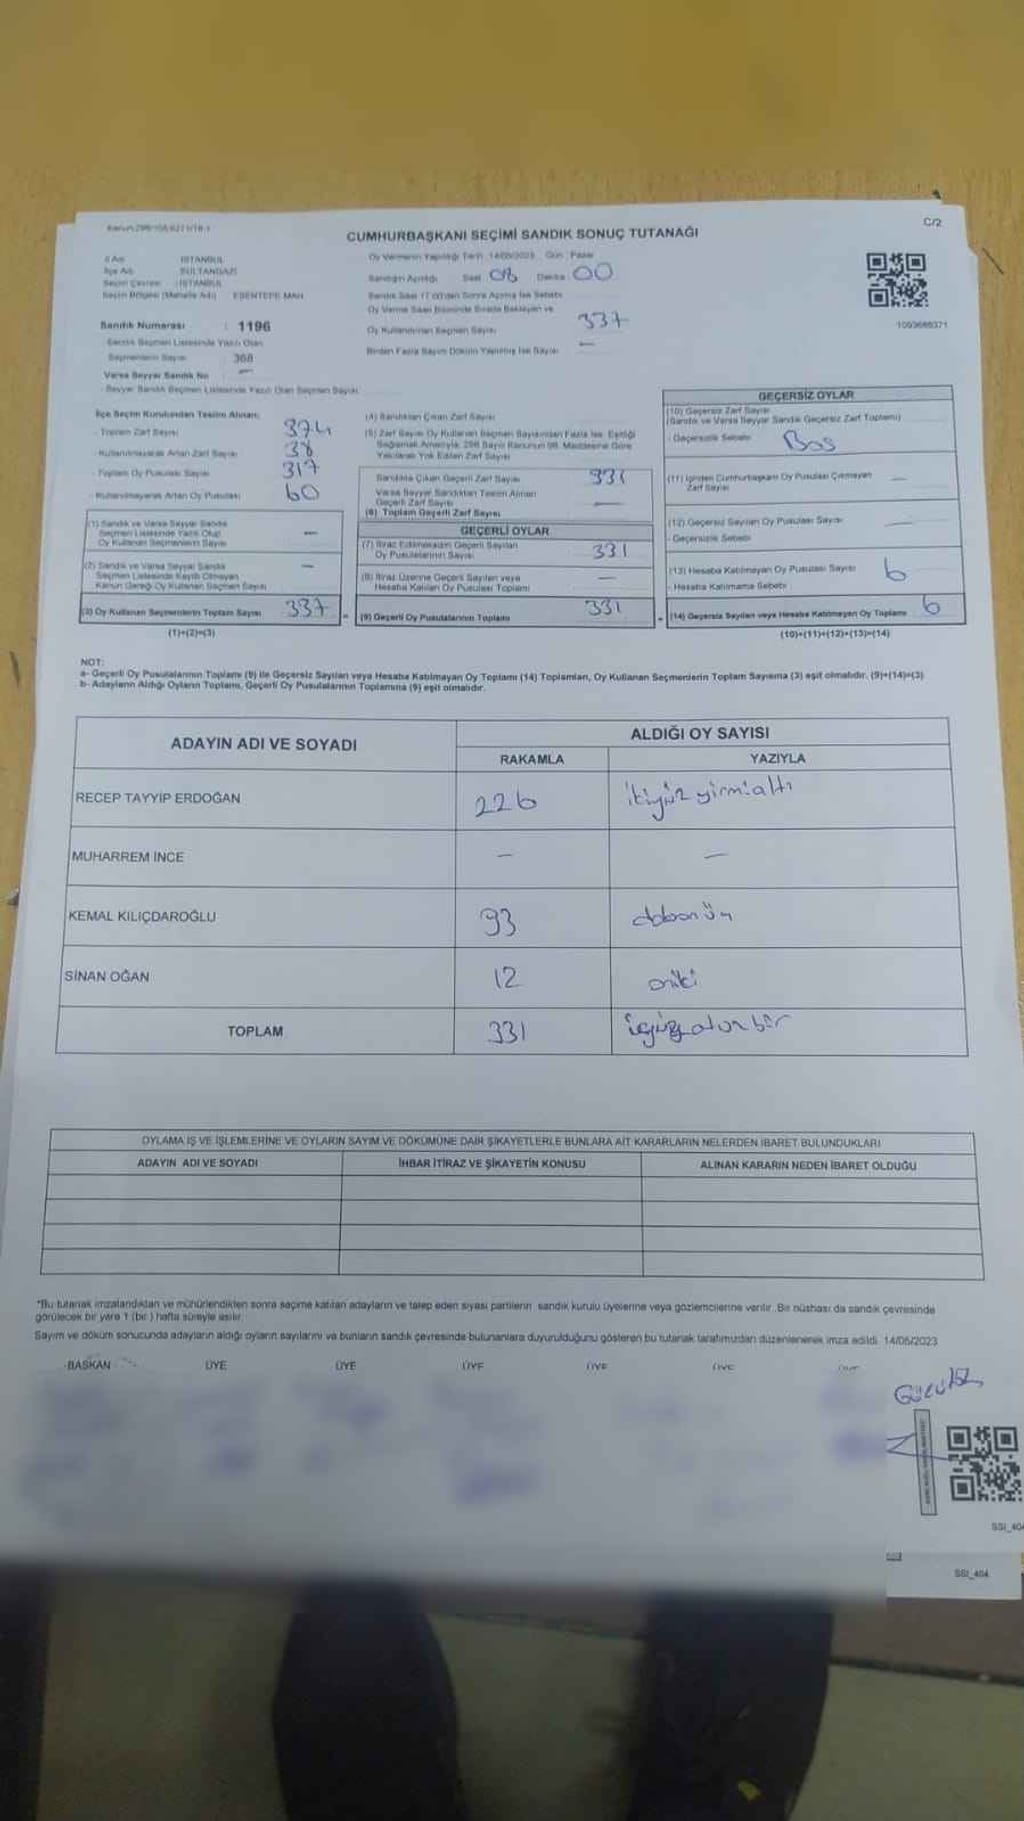 C/2
CUMHURBAŞKANI SEÇİMİ SANDIK SONUÇ TUTANAĞI
İl Adı : İSTANBUL
İlçe Adı : SULTANGAZİ
Seçim Çevresi : İSTANBUL
Seçim Bölgesi (Mahalle Adı) : ESENTEPE MAH.
Sandık Numarası : 1196
Sandık Seçmen Listesinde Yazılı Olan
Seçmenlerin Sayısı : 368
Varsa Seyyar Sandık No : —
Seyyar Sandık Seçmen Listesinde Yazılı Olan Seçmen Sayısı
Oy Vermenin Yapıldığı Tarih: 14/05/2023 Gün: Pazar
Sandığın Açıldığı Saat 08 Dakika 00
Sandık Saat 17.00'den Sonra Açılma İse Sebebi
Oy Verme Saati Bitiminde Sırada Bekleyen ve
Oy Kullandırılan Seçmen Sayısı 337
Birden Fazla Sayım Döküm Yapılmış İse Sayısı —
1093688371
İlçe Seçim Kurulundan Teslim Alınan;
- Toplam Zarf Sayısı 374
- Kullanılmayarak Artan Zarf Sayısı 38
- Toplam Oy Pusulası Sayısı 317
- Kullanılmayarak Artan Oy Pusulası 60
(1) Sandık ve Varsa Seyyar Sandık
Seçmen Listesinde Yazılı Olup
Oy Kullanan Seçmenlerin Sayısı —
(2) Sandık ve Varsa Seyyar Sandık
Seçmen Listesinde Kayıtlı Olmayan
Kanun Gereği Oy Kullanan Seçmen Sayısı —
(3) Oy Kullanan Seçmenlerin Toplam Sayısı 337
(1)+(2)=(3)
(4) Sandıktan Çıkan Zarf Sayısı
(5) Zarf Sayısı Oy Kullanan Seçmen Sayısından Fazla İse, Eşitliği
Sağlamak Amacıyla, 298 Sayılı Kanunun 98. Maddesine Göre
Yakılarak Yok Edilen Zarf Sayısı
Sandıkta Çıkan Geçerli Zarf Sayısı 331
Varsa Seyyar Sandıktan Teslim Alınan
Geçerli Zarf Sayısı —
(6) Toplam Geçerli Zarf Sayısı
GEÇERLİ OYLAR
(7) İtiraz Edilmeksizin Geçerli Sayılan
Oy Pusulalarının Sayısı 331
(8) İtiraz Üzerine Geçerli Sayılan veya
Hesaba Katılan Oy Pusulası Toplamı —
(9) Geçerli Oy Pusulalarının Toplamı 331
GEÇERSİZ OYLAR
(10) Geçersiz Zarf Sayısı
(Sandık ve Varsa Seyyar Sandık Geçersiz Zarf Toplamı)
- Geçersizlik Sebebi Boş
(11) İçinden Cumhurbaşkanı Oy Pusulası Çıkmayan
Zarf Sayısı —
(12) Geçersiz Sayılan Oy Pusulası Sayısı —
- Geçersizlik Sebebi
(13) Hesaba Katılmayan Oy Pusulası Sayısı 6
- Hesaba Katılmama Sebebi
(14) Geçersiz Sayılan veya Hesaba Katılmayan Oy Toplamı 6
(10)+(11)+(12)+(13)=(14)
NOT:
a- Geçerli Oy Pusulalarının Toplamı (9) ile Geçersiz Sayılan veya Hesaba Katılmayan Oy Toplamı (14) Toplamları, Oy Kullanan Seçmenlerin Toplam Sayısına (3) eşit olmalıdır. (9)+(14)=(3)
b- Adayların Aldığı Oyların Toplamı, Geçerli Oy Pusulalarının Toplamına (9) eşit olmalıdır.
ADAYIN ADI VE SOYADI
ALDIĞI OY SAYISI
RAKAMLA YAZIYLA
RECEP TAYYİP ERDOĞAN 226 ikiyüz yirmialtı
MUHARREM İNCE — —
KEMAL KILIÇDAROĞLU 93 doksanüç
SİNAN OĞAN 12 oniki
TOPLAM 331 üçyüzotuzbir
OYLAMA İŞ VE İŞLEMLERİNE VE OYLARIN SAYIM VE DÖKÜMÜNE DAİR ŞİKAYETLERLE BUNLARA AİT KARARLARIN NELERDEN İBARET BULUNDUKLARI
ADAYIN ADI VE SOYADI İHBAR İTİRAZ VE ŞİKAYETİN KONUSU ALINAN KARARIN NEDEN İBARET OLDUĞU
*Bu tutanak imzalandıktan ve mühürlendikten sonra seçime katılan adayların ve talep eden siyasi partilerin sandık kurulu üyelerine veya gözlemcilerine verilir. Bir nüshası da sandık çevresinde
görülecek bir yere 1 (bir) hafta süreyle asılır.
Sayım ve döküm sonucunda adayların aldığı oyların sayılarını ve bunların sandık çevresinde bulunanlara duyurulduğunu gösteren bu tutanak tarafımızdan düzenlenerek imza edildi. 14/05/2023
BAŞKAN ÜYE ÜYE ÜYE ÜYE ÜYE ÜYE
SSI_404
SSI_404